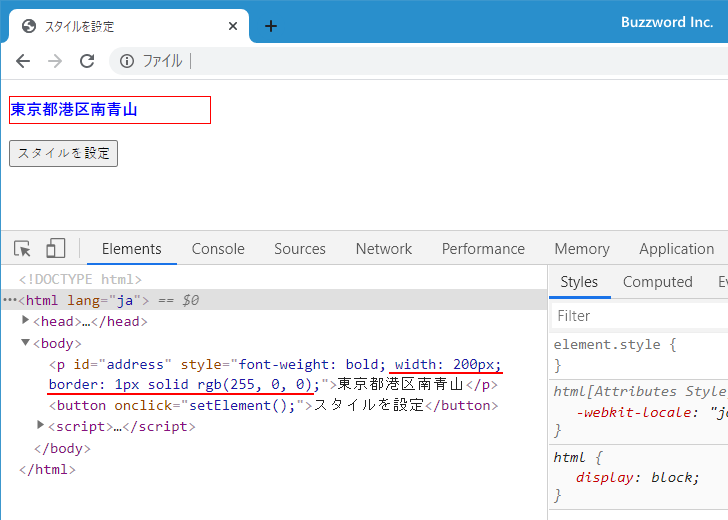 スタイルを設定
Buzzword Inc.
ファイル
東京都港区南青山
スタイルを設定
Elements Console Sources Network Performance Memory Application
<!DOCTYPE html>
…<html lang="ja"> == $0
<head>…</head>
<body>
<p id="address" style="font-weight: bold; width: 200px;
border: 1px solid rgb(255, 0, 0);">東京都港区南青山</p>
<button onclick="setElement();">スタイルを設定</button>
<script>…</script>
</body>
</html>
Styles Computed Ev
Filter
element.style {
}
html[Attributes Style
-webkit-locale: "ja
}
html {
display: block;
}